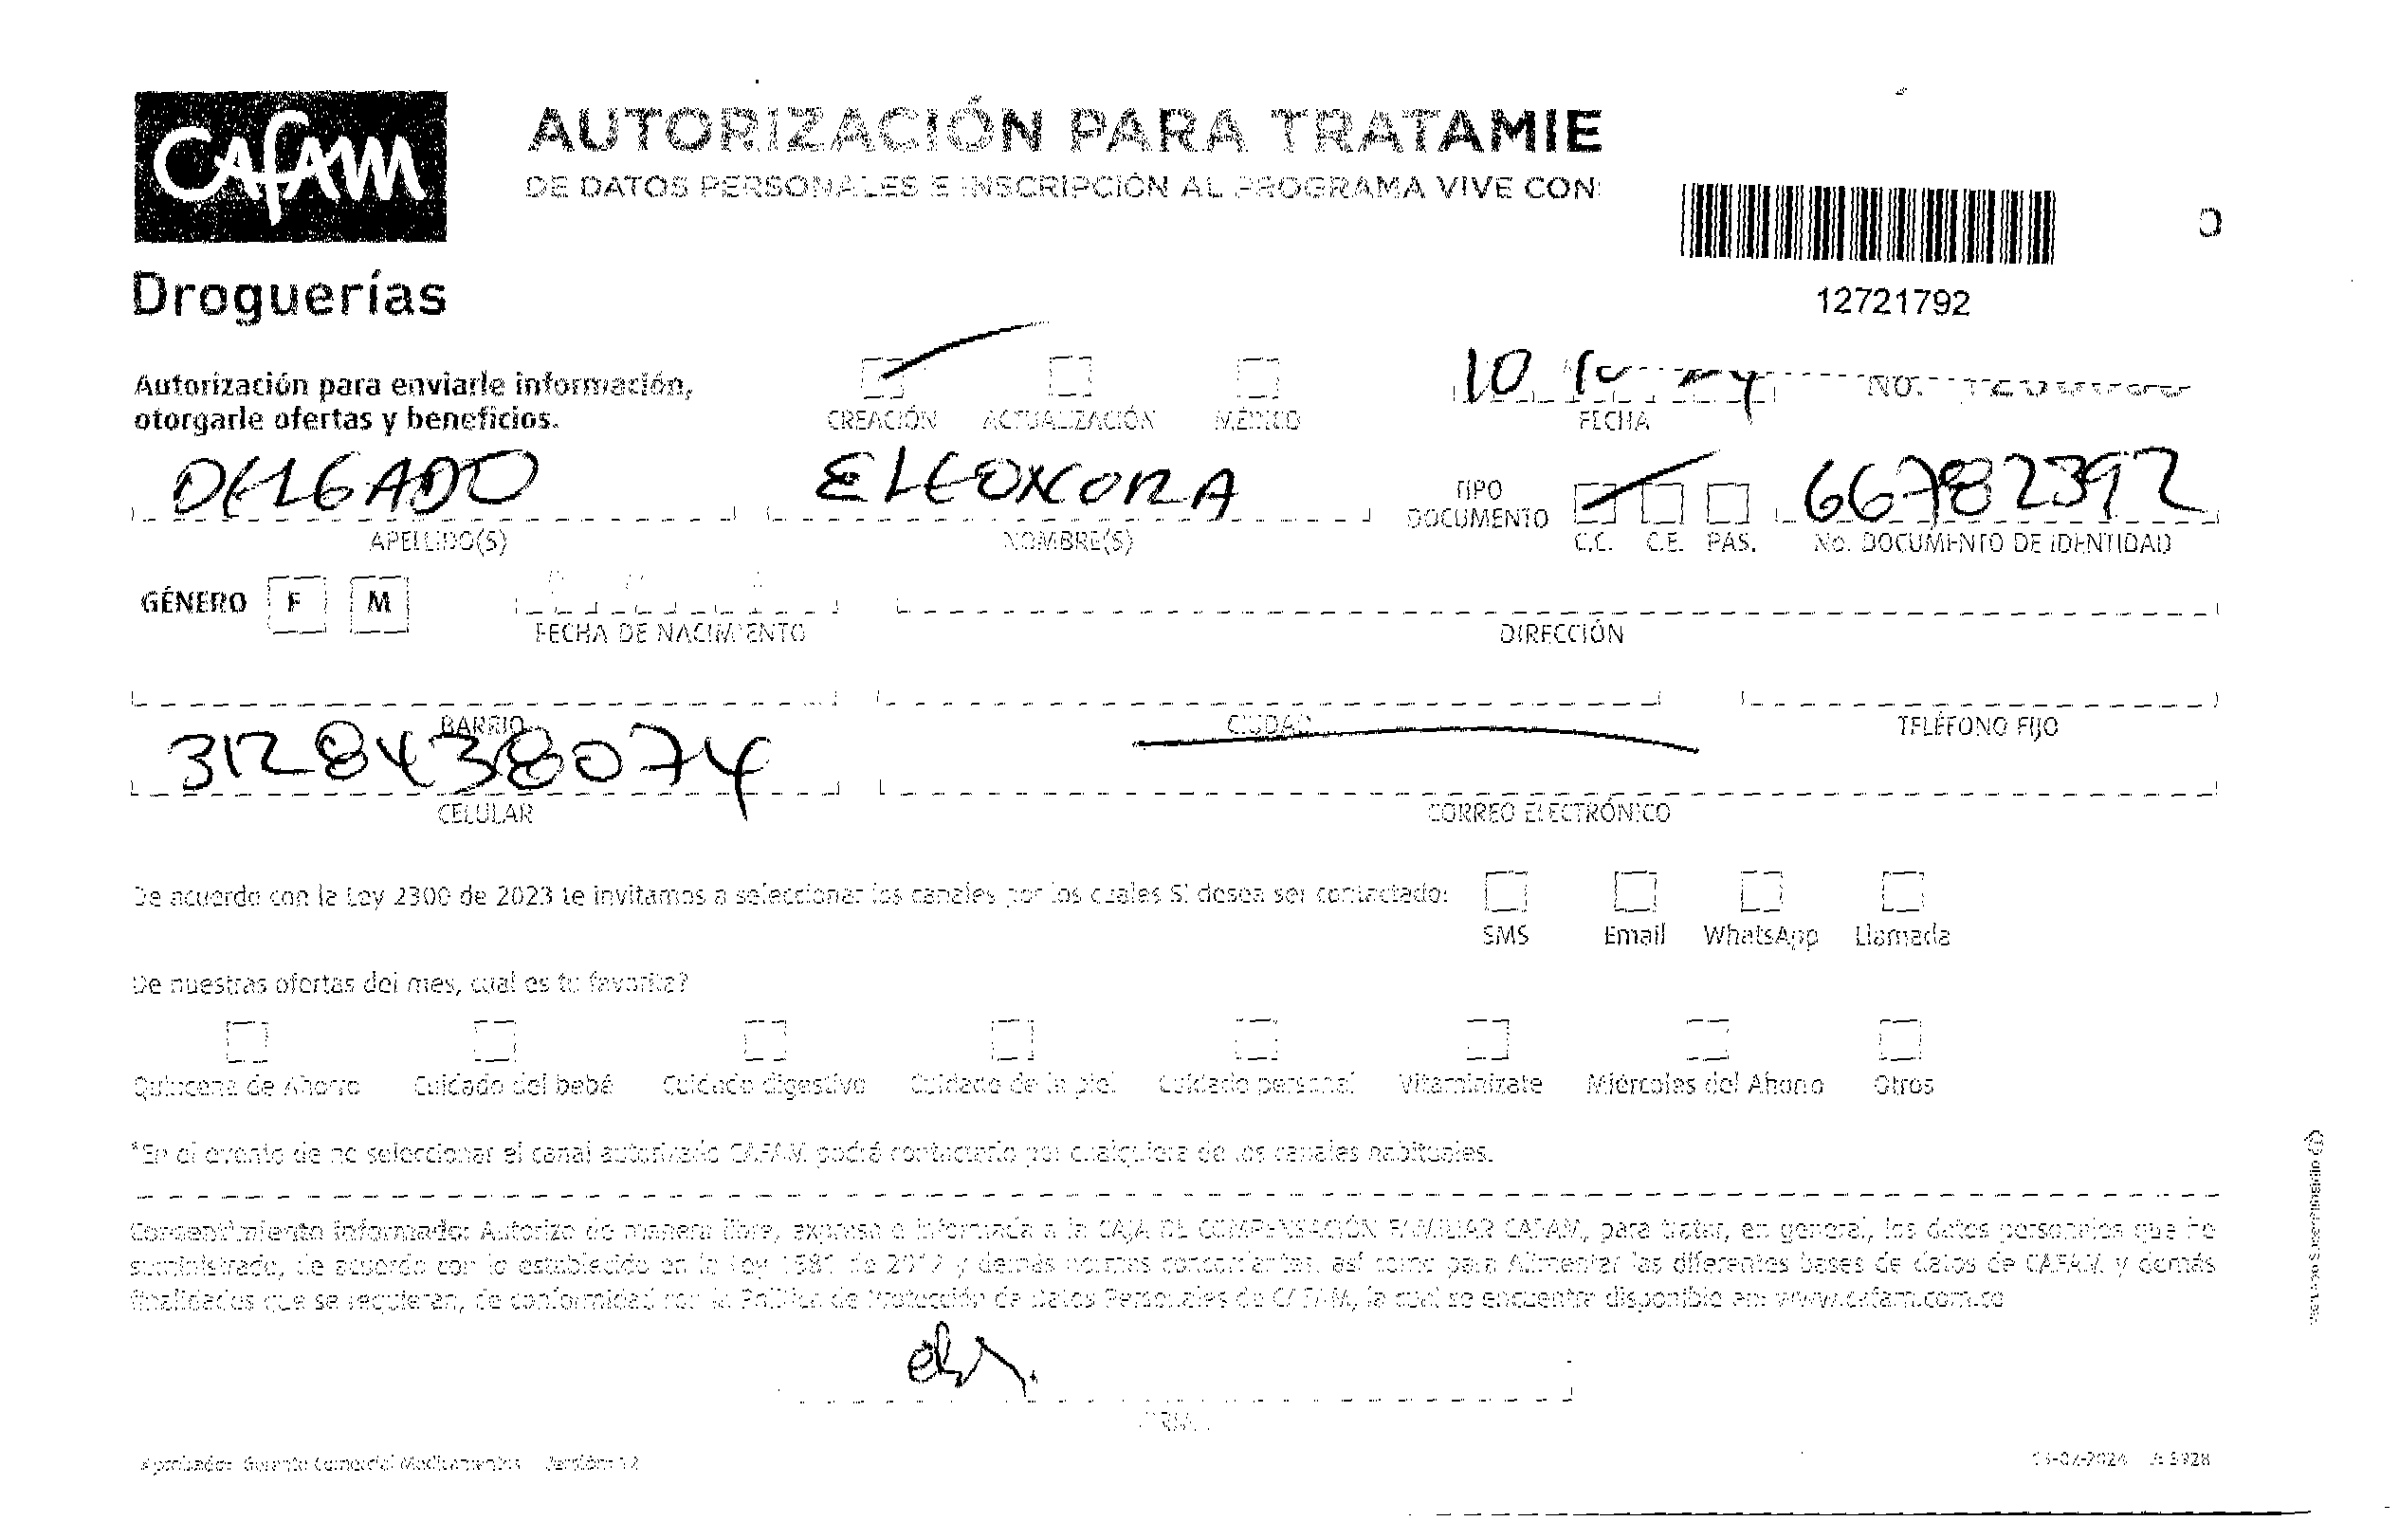 CAFAM
Droguerías
AUTORIZACIÓN PARA TRATAMIE
DE DATOS PERSONALES E INSCRIPCIÓN AL PROGRAMA VIVE CON
12721792
Autorización para enviarle información,
otorgarle ofertas y beneficios.
CREACIÓN ACTUALIZACIÓN MÉDICO
10
FECHA
NO.
DELGADO
APELLIDO(S)
NOMBRE(S)
TIPO
DOCUMENTO
C.C. C.E. PAS.
66782392
No. DOCUMENTO DE IDENTIDAD
GÉNERO F M
FECHA DE NACIMIENTO
DIRECCIÓN
BARRIO
CIUDAD
TELÉFONO FIJO
3128438074
CELULAR
CORREO ELECTRÓNICO
De acuerdo con la Ley 2300 de 2023 te invitamos a seleccionar los canales por los cuales SI desea ser contactado:
SMS Email WhatsApp Llamada
De nuestras ofertas del mes, cual es tu favorita?
Quincena de Ahorro Cuidado del bebé Cuidado digestivo Cuidado de la piel Cuidado personal Vitaminízate Miércoles del Ahorro Otros
*En el evento de no seleccionar el canal autorizado CAFAM podrá contactarlo por cualquiera de los canales habituales.
Consentimiento informado: Autorizo de manera libre, expresa e informada a la CAJA DE COMPENSACIÓN FAMILIAR CAFAM, para tratar, en general, los datos personales que he
suministrado, de acuerdo con lo establecido en la Ley 1581 de 2012 y demás normas concordantes, así como para Alimentar las diferentes bases de datos de CAFAM y demás
finalidades que se requieran, de conformidad con la Política de Protección de Datos Personales de CAFAM, la cual se encuentra disponible en: www.cafam.com.co
FIRMA
Aprobado: Gerente Comercial Medicamentos Versión: 12